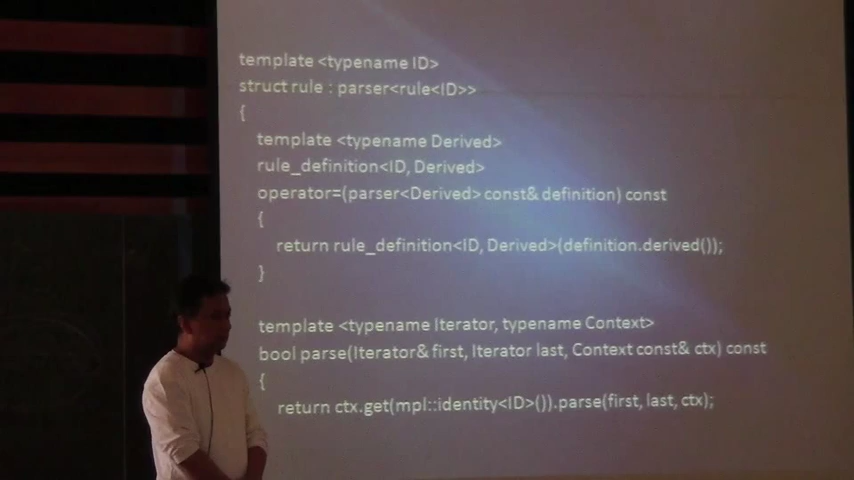 template <typename ID>
struct rule : parser<rule<ID>>
{
template <typename Derived>
rule_definition<ID, Derived>
operator=(parser<Derived> const& definition) const
{
return rule_definition<ID, Derived>(definition.derived());
}
template <typename Iterator, typename Context>
bool parse(Iterator& first, Iterator last, Context const& ctx) const
{
return ctx.get(mpl::identity<ID>()).parse(first, last, ctx);